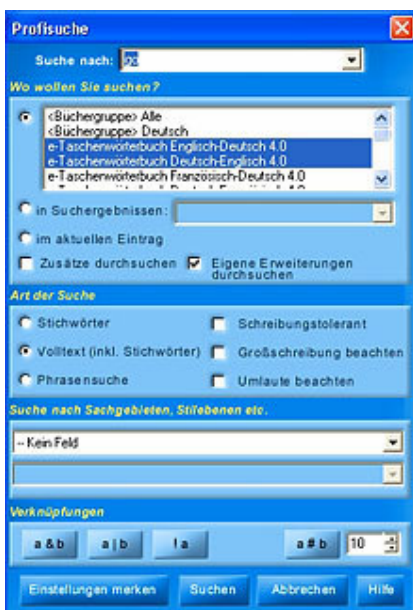 Profisuche
Suche nach: go
Wo wollen Sie suchen?
<Büchergruppe> Alle
<Büchergruppe> Deutsch
e-Taschenwörterbuch Englisch-Deutsch 4.0
e-Taschenwörterbuch Deutsch-Englisch 4.0
e-Taschenwörterbuch Französisch-Deutsch 4.0
in Suchergebnissen:
im aktuellen Eintrag
Zusätze durchsuchen Eigene Erweiterungen
durchsuchen
Art der Suche
Stichwörter Schreibungstolerant
Volltext (inkl. Stichwörter) Großschreibung beachten
Phrasensuche Umlaute beachten
Suche nach Sachgebieten, Stilebenen etc.
-- Kein Feld
Verknüpfungen
a & b a | b ! a a # b 10
Einstellungen merken Suchen Abbrechen Hilfe